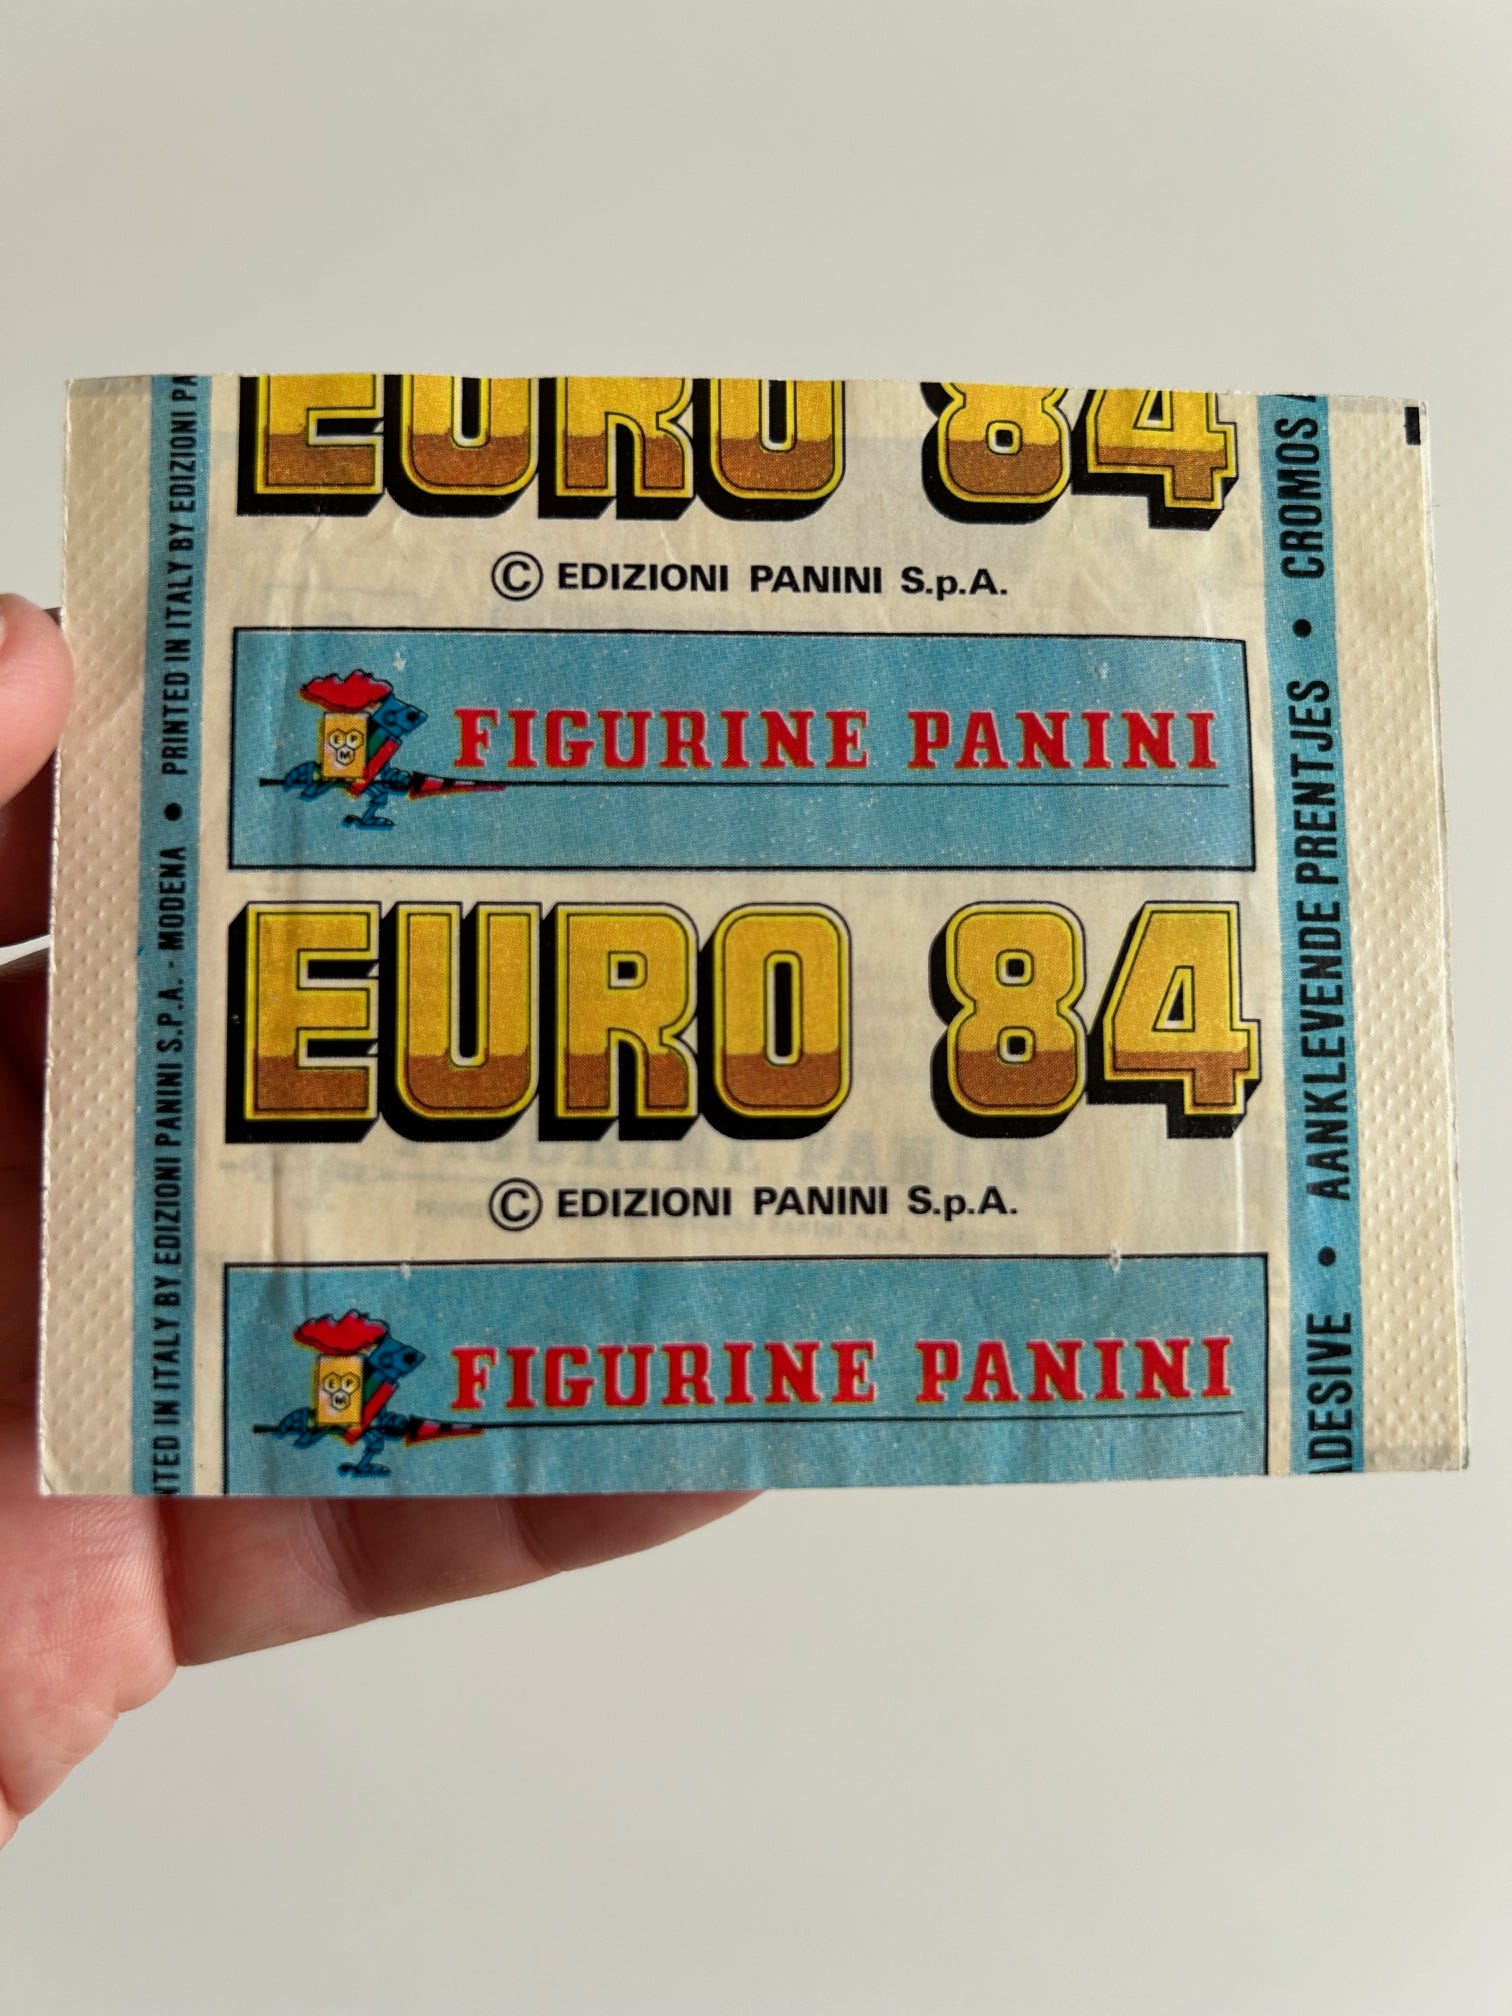 EURO 84
© EDIZIONI PANINI S.p.A.
FIGURINE PANINI
EURO 84
© EDIZIONI PANINI S.p.A.
FIGURINE PANINI
PRINTED IN ITALY BY EDIZIONI PANINI S.P.A. - MODENA • PRINTED IN ITALY BY EDIZIONI
AANKLEVENDE PRENTJES • CROMOS